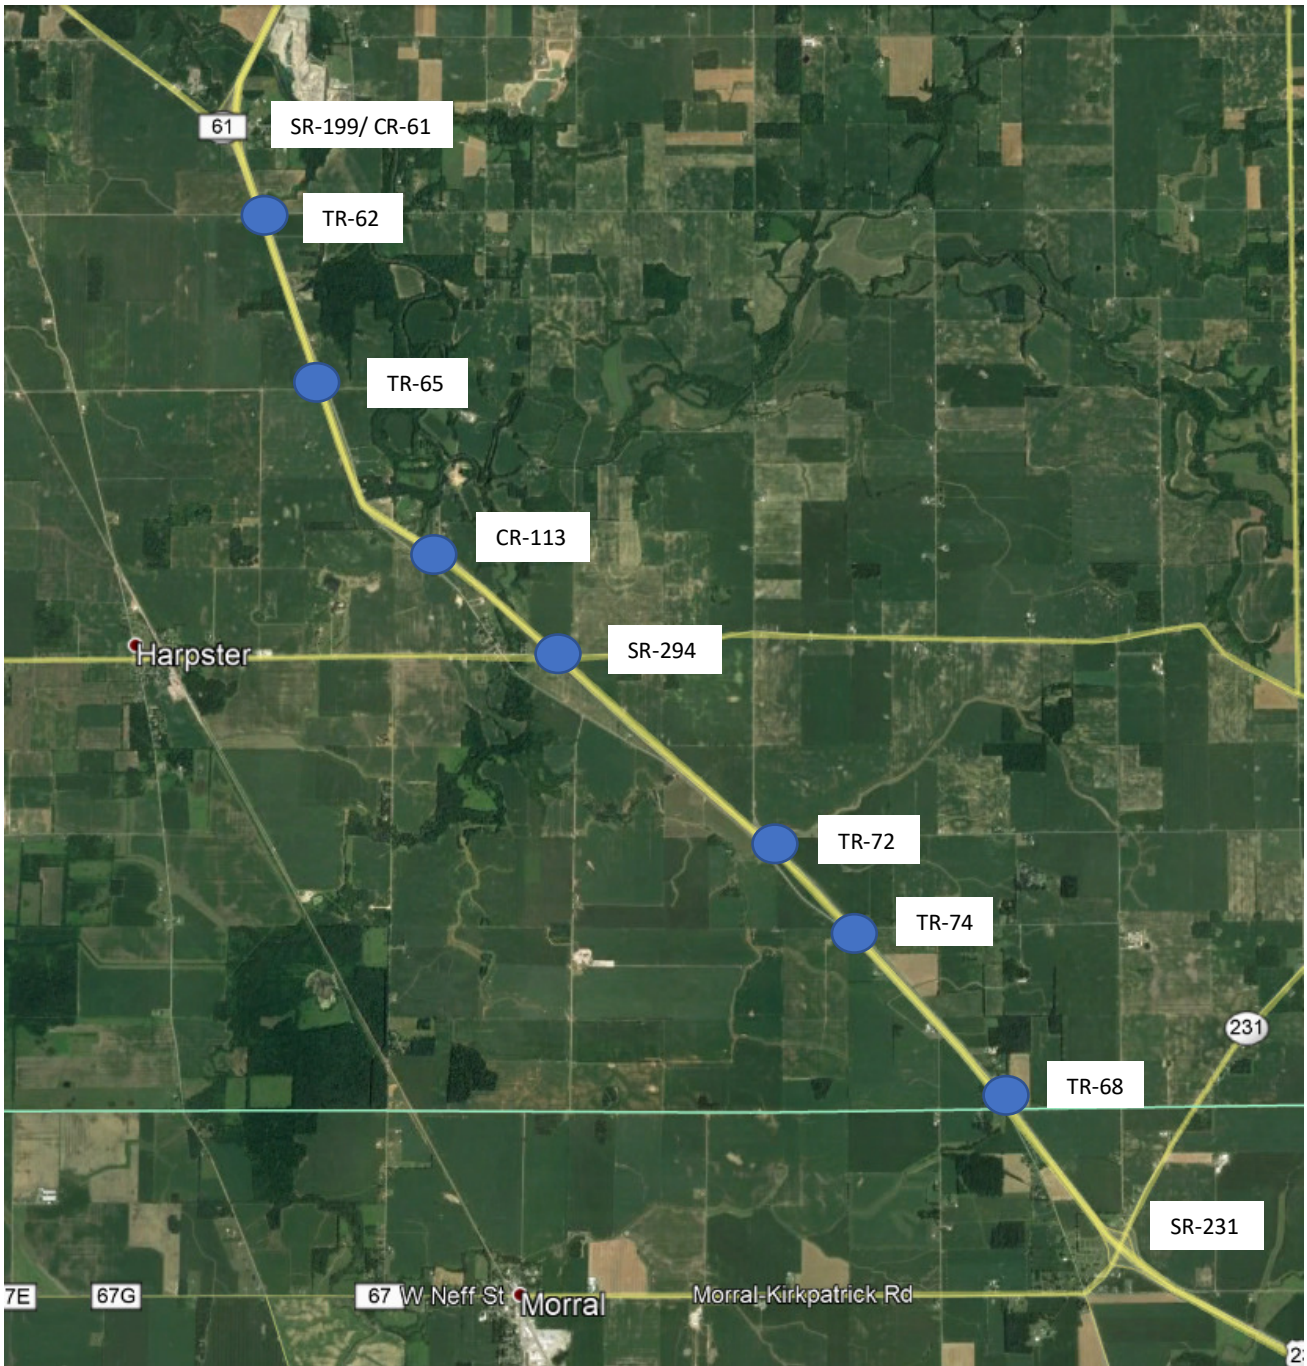 61
SR-199/ CR-61
TR-62
TR-65
CR-113
Harpster
SR-294
TR-72
TR-74
231
TR-68
SR-231
7E
67G
67
W Neff St
Morral
Morral-Kirkpatrick Rd